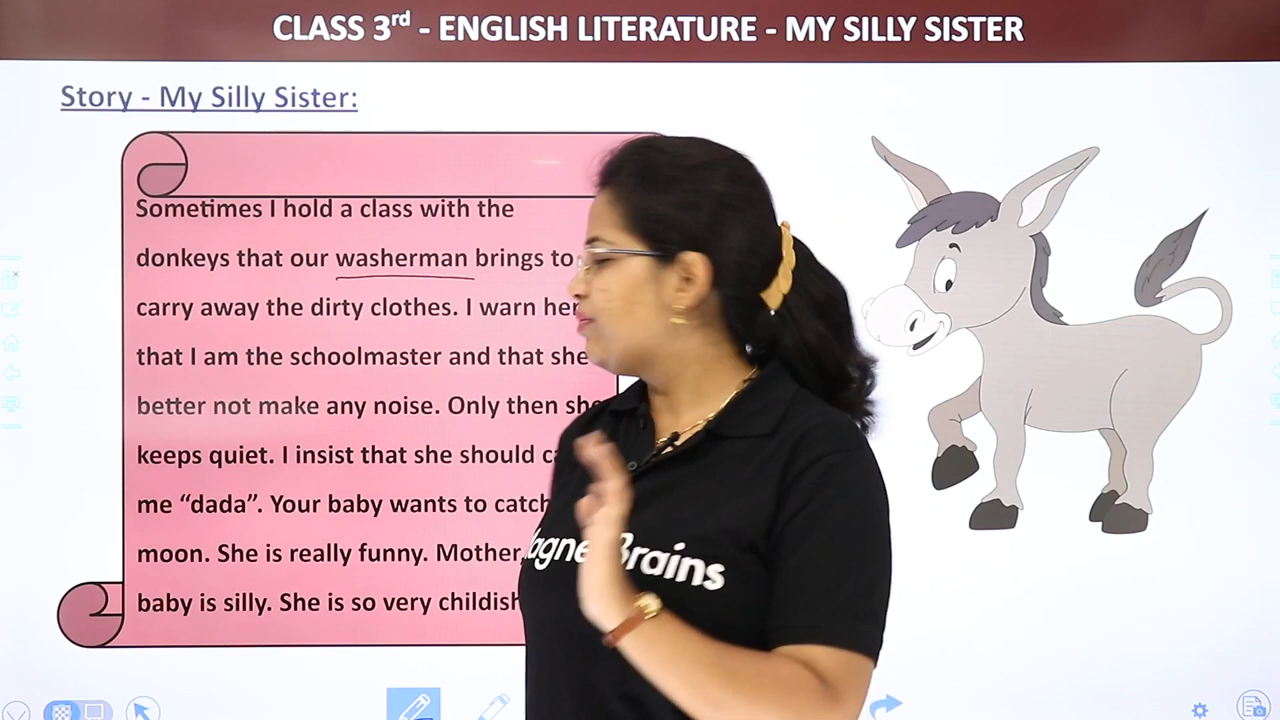 CLASS 3rd - ENGLISH LITERATURE - MY SILLY SISTER
Story - My Silly Sister:
Sometimes I hold a class with the
donkeys that our washerman brings to
carry away the dirty clothes. I warn her
that I am the schoolmaster and that she
better not make any noise. Only then she
keeps quiet. I insist that she should
me “dada”. Your baby wants to catch
moon. She is really funny. Mother,
baby is silly. She is so very childish
Magnet Brains